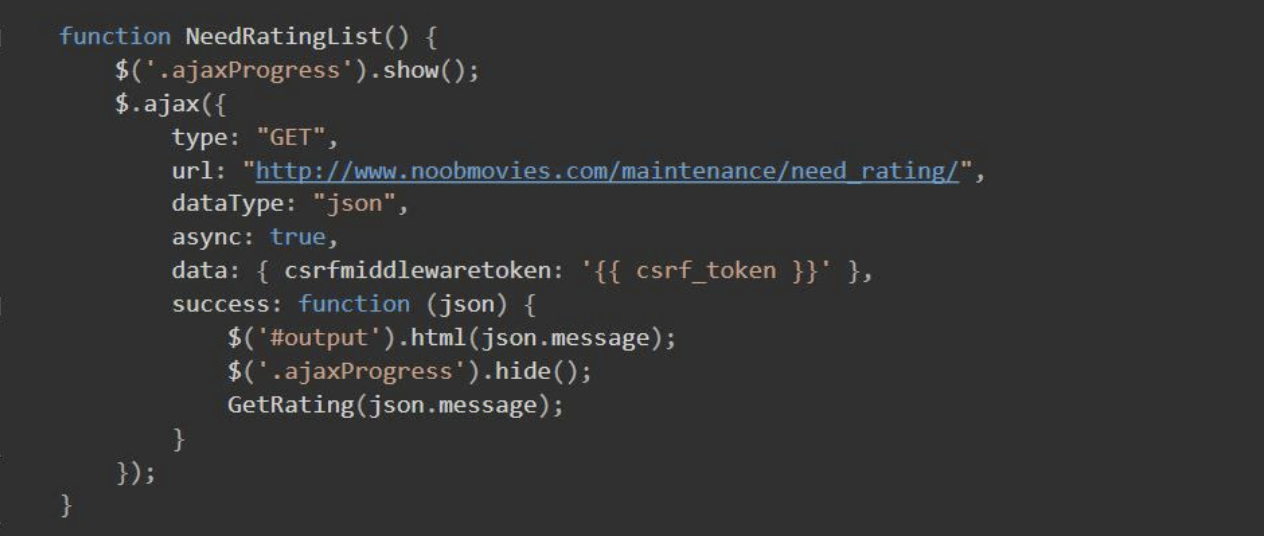 function NeedRatingList() {
    $('.ajaxProgress').show();
    $.ajax({
        type: "GET",
        url: "http://www.noobmovies.com/maintenance/need_rating/",
        dataType: "json",
        async: true,
        data: { csrfmiddlewaretoken: '{{ csrf_token }}' },
        success: function (json) {
            $('#output').html(json.message);
            $('.ajaxProgress').hide();
            GetRating(json.message);
        }
    });
}